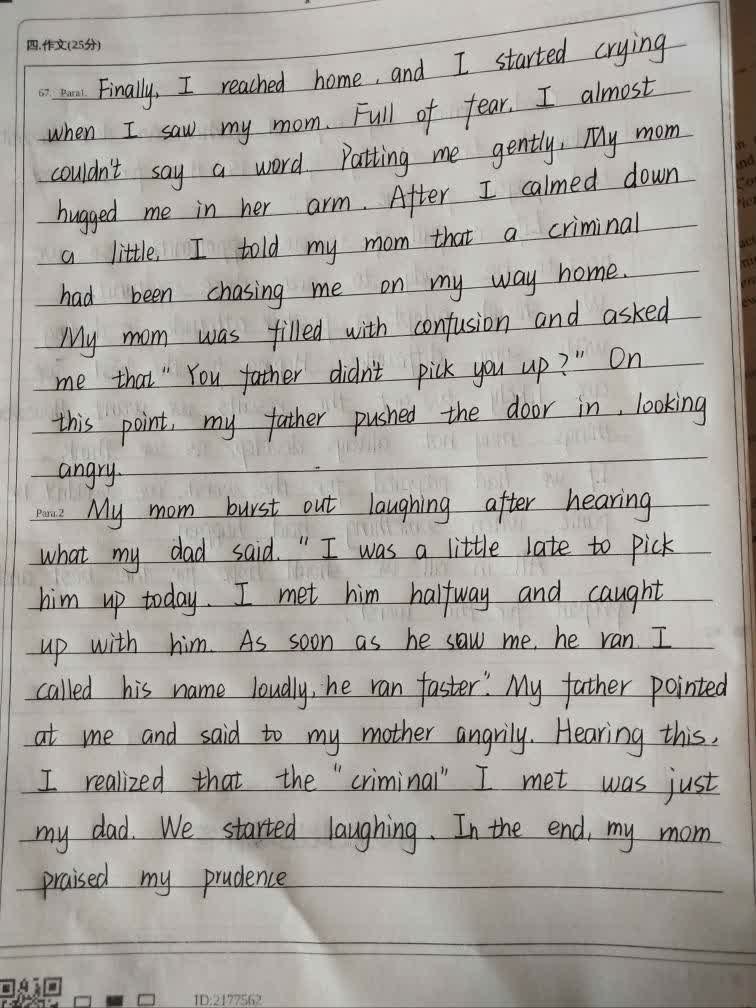 四.作文(25分)
67. Para1. Finally, I reached home, and I started crying
when I saw my mom. Full of fear, I almost
couldn't say a word. Patting me gently, My mom
hugged me in her arm. After I calmed down
a little, I told my mom that a criminal
had been chasing me on my way home.
My mom was filled with confusion and asked
me that "You father didn't pick you up?" On
this point, my father pushed the door in, looking
angry.
Para.2 My mom burst out laughing after hearing
what my dad said. "I was a little late to pick
him up today. I met him halfway and caught
up with him. As soon as he saw me, he ran. I
called his name loudly, he ran faster". My father pointed
at me and said to my mother angrily. Hearing this,
I realized that the "criminal" I met was just
my dad. We started laughing. In the end, my mom
praised my prudence
ID:2177562